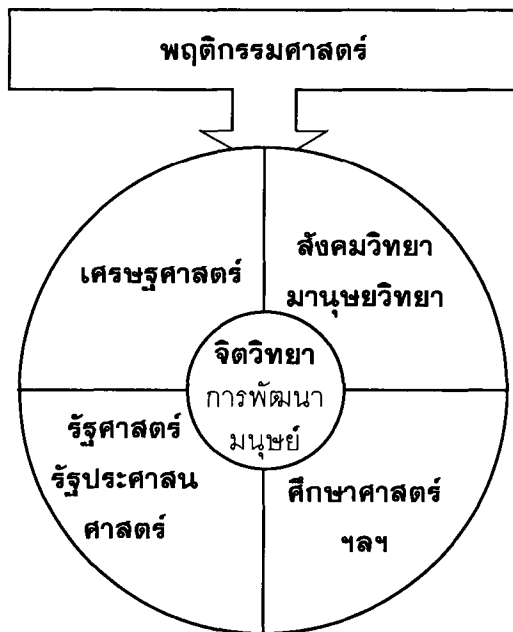 พฤติกรรมศาสตร์
เศรษฐศาสตร์
สังคมวิทยา
มานุษยวิทยา
จิตวิทยา
การพัฒนา
มนุษย์
รัฐศาสตร์
รัฐประศาสน
ศาสตร์
ศึกษาศาสตร์
ฯลฯ